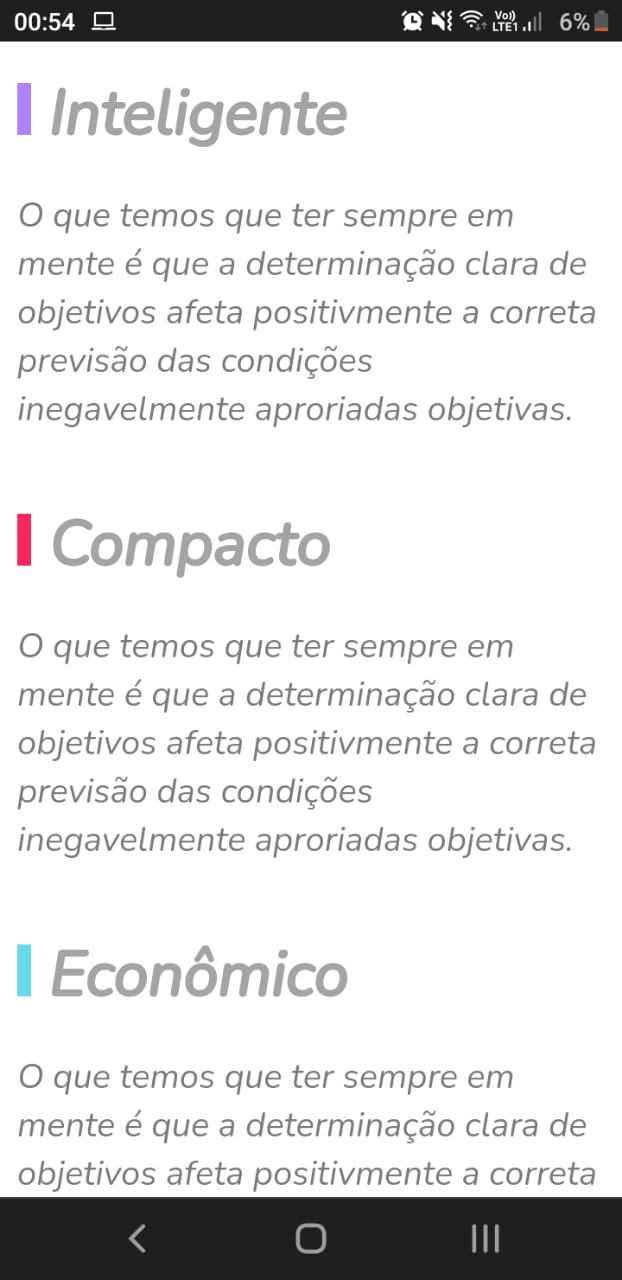 00:54
Vo)) LTE1 6%
Inteligente
O que temos que ter sempre em
mente é que a determinação clara de
objetivos afeta positivmente a correta
previsão das condições
inegavelmente aproriadas objetivas.
Compacto
O que temos que ter sempre em
mente é que a determinação clara de
objetivos afeta positivmente a correta
previsão das condições
inegavelmente aproriadas objetivas.
Econômico
O que temos que ter sempre em
mente é que a determinação clara de
objetivos afeta positivmente a correta